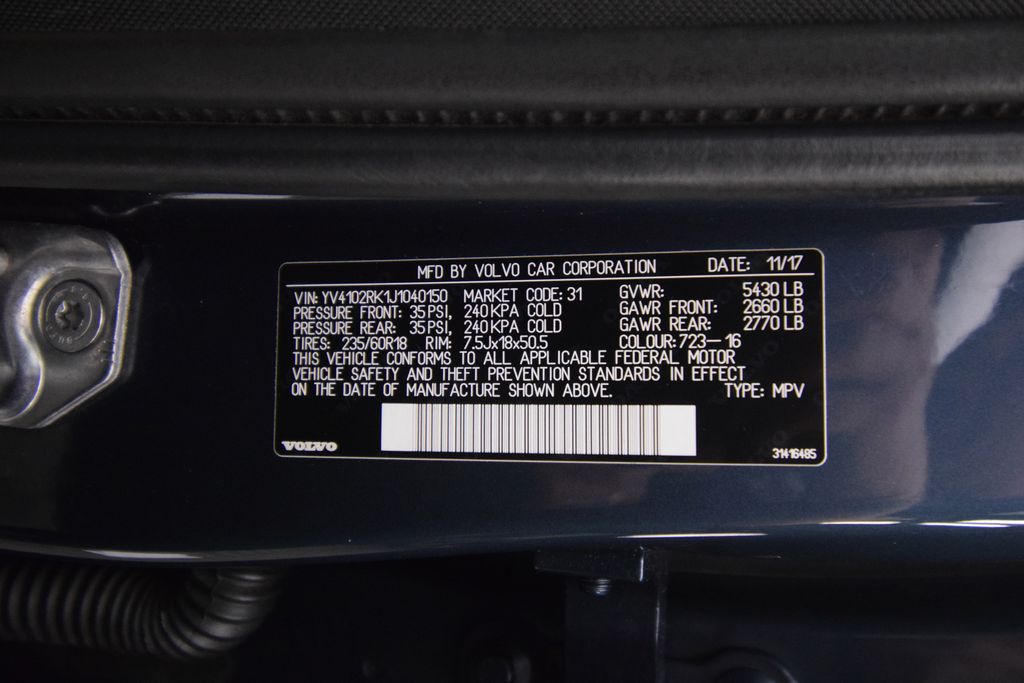 MFD BY VOLVO CAR CORPORATION DATE: 11/17
VIN: YV4102RK1J1040150 MARKET CODE: 31 GVWR: 5430 LB
PRESSURE FRONT: 35 PSI, 240 KPA COLD GAWR FRONT: 2660 LB
PRESSURE REAR: 35 PSI, 240 KPA COLD GAWR REAR: 2770 LB
TIRES: 235/60R18 RIM: 7.5Jx18x50.5 COLOUR: 723-16
THIS VEHICLE CONFORMS TO ALL APPLICABLE FEDERAL MOTOR
VEHICLE SAFETY AND THEFT PREVENTION STANDARDS IN EFFECT
ON THE DATE OF MANUFACTURE SHOWN ABOVE. TYPE: MPV
VOLVO 31416485